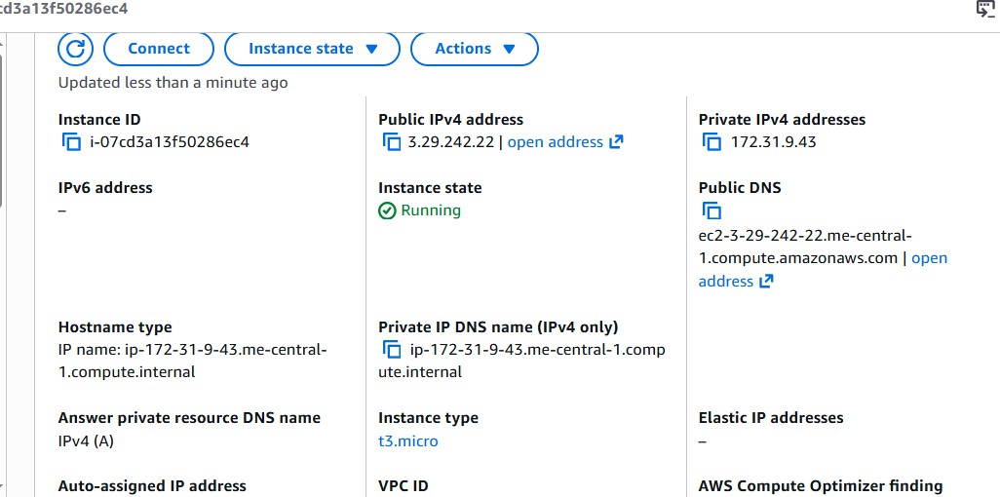 cd3a13f50286ec4
Connect
Instance state
Actions
Updated less than a minute ago
Instance ID
i-07cd3a13f50286ec4
Public IPv4 address
3.29.242.22 | open address
Private IPv4 addresses
172.31.9.43
IPv6 address
–
Instance state
Running
Public DNS
ec2-3-29-242-22.me-central-
1.compute.amazonaws.com | open
address
Hostname type
IP name: ip-172-31-9-43.me-central-
1.compute.internal
Private IP DNS name (IPv4 only)
ip-172-31-9-43.me-central-1.comp
ute.internal
Answer private resource DNS name
IPv4 (A)
Instance type
t3.micro
Elastic IP addresses
–
Auto-assigned IP address
VPC ID
AWS Compute Optimizer finding